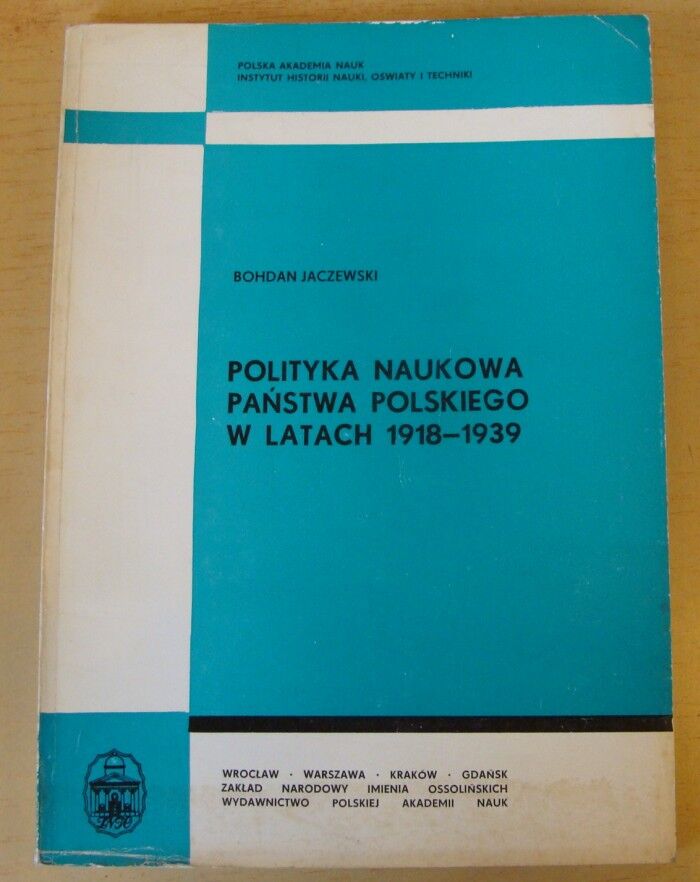 POLSKA AKADEMIA NAUK
INSTYTUT HISTORII NAUKI, OŚWIATY I TECHNIKI
BOHDAN JACZEWSKI
POLITYKA NAUKOWA
PAŃSTWA POLSKIEGO
W LATACH 1918–1939
WROCŁAW · WARSZAWA · KRAKÓW · GDAŃSK
ZAKŁAD NARODOWY IMIENIA OSSOLIŃSKICH
WYDAWNICTWO POLSKIEJ AKADEMII NAUK